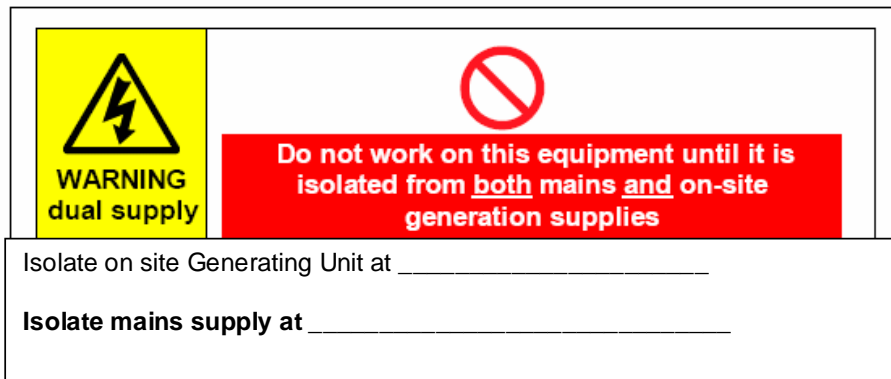 WARNING
dual supply
Do not work on this equipment until it is
isolated from both mains and on-site
generation supplies
Isolate on site Generating Unit at ______________________
Isolate mains supply at ______________________________